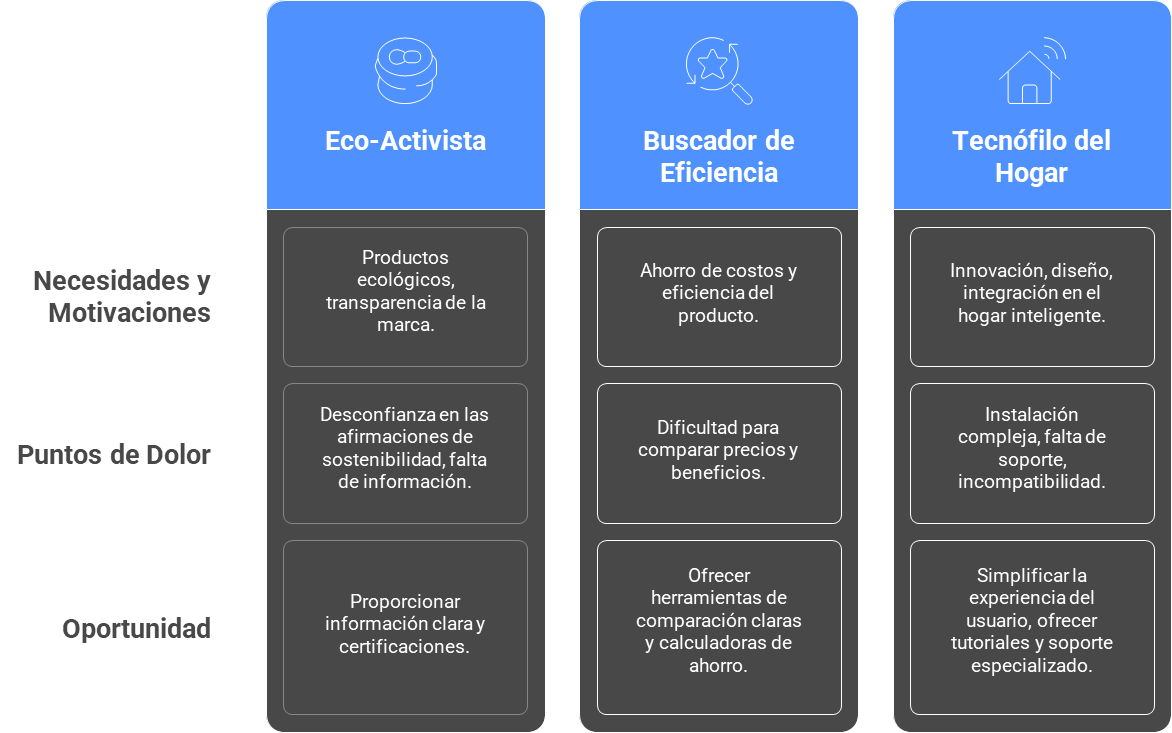 Eco-Activista
Buscador de
Eficiencia
Tecnófilo del
Hogar
Necesidades y
Motivaciones
Productos
ecológicos,
transparencia de la
marca.
Ahorro de costos y
eficiencia del
producto.
Innovación, diseño,
integración en el
hogar inteligente.
Puntos de Dolor
Desconfianza en las
afirmaciones de
sostenibilidad, falta
de información.
Dificultad para
comparar precios y
beneficios.
Instalación
compleja, falta de
soporte,
incompatibilidad.
Oportunidad
Proporcionar
información clara y
certificaciones.
Ofrecer
herramientas de
comparación claras
y calculadoras de
ahorro.
Simplificar la
experiencia del
usuario, ofrecer
tutoriales y soporte
especializado.